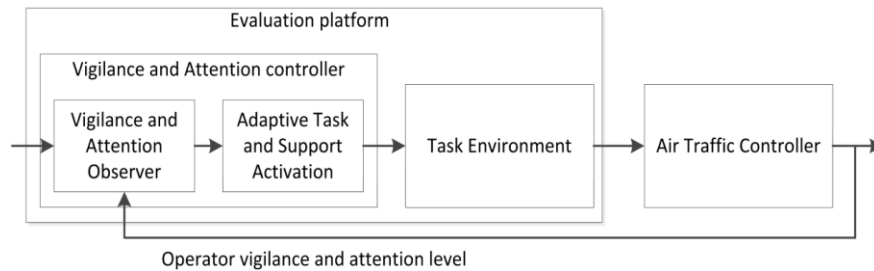 Evaluation platform
Vigilance and Attention controller
Vigilance and
Attention
Observer
Adaptive Task
and Support
Activation
Task Environment
Air Traffic Controller
Operator vigilance and attention level